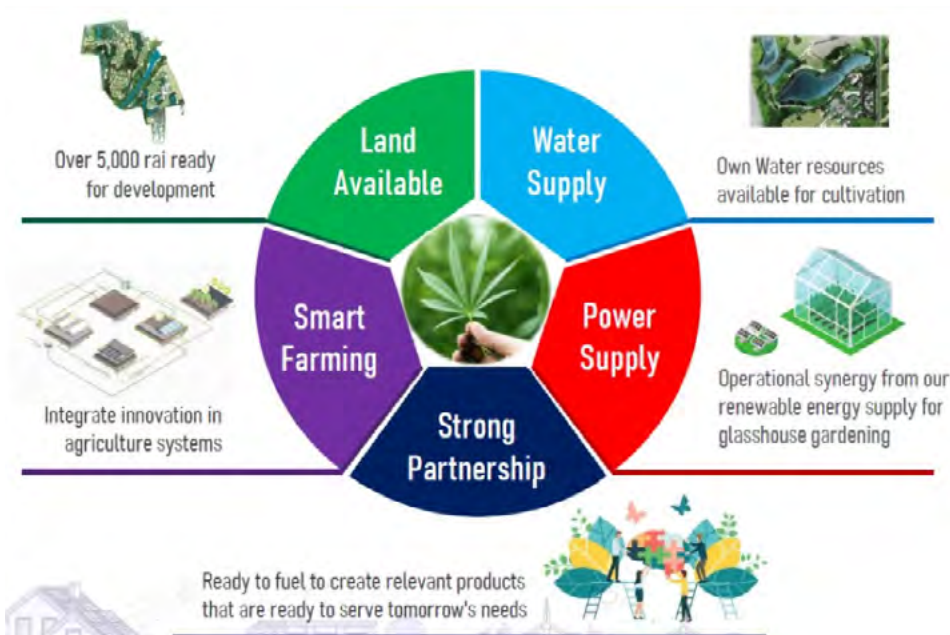 Land
Available
Water
Supply
Over 5,000 rai ready
for development
Own Water resources
available for cultivation
Smart
Farming
Power
Supply
Integrate innovation in
agriculture systems
Operational synergy from our
renewable energy supply for
glasshouse gardening
Strong
Partnership
Ready to fuel to create relevant products
that are ready to serve tomorrow's needs